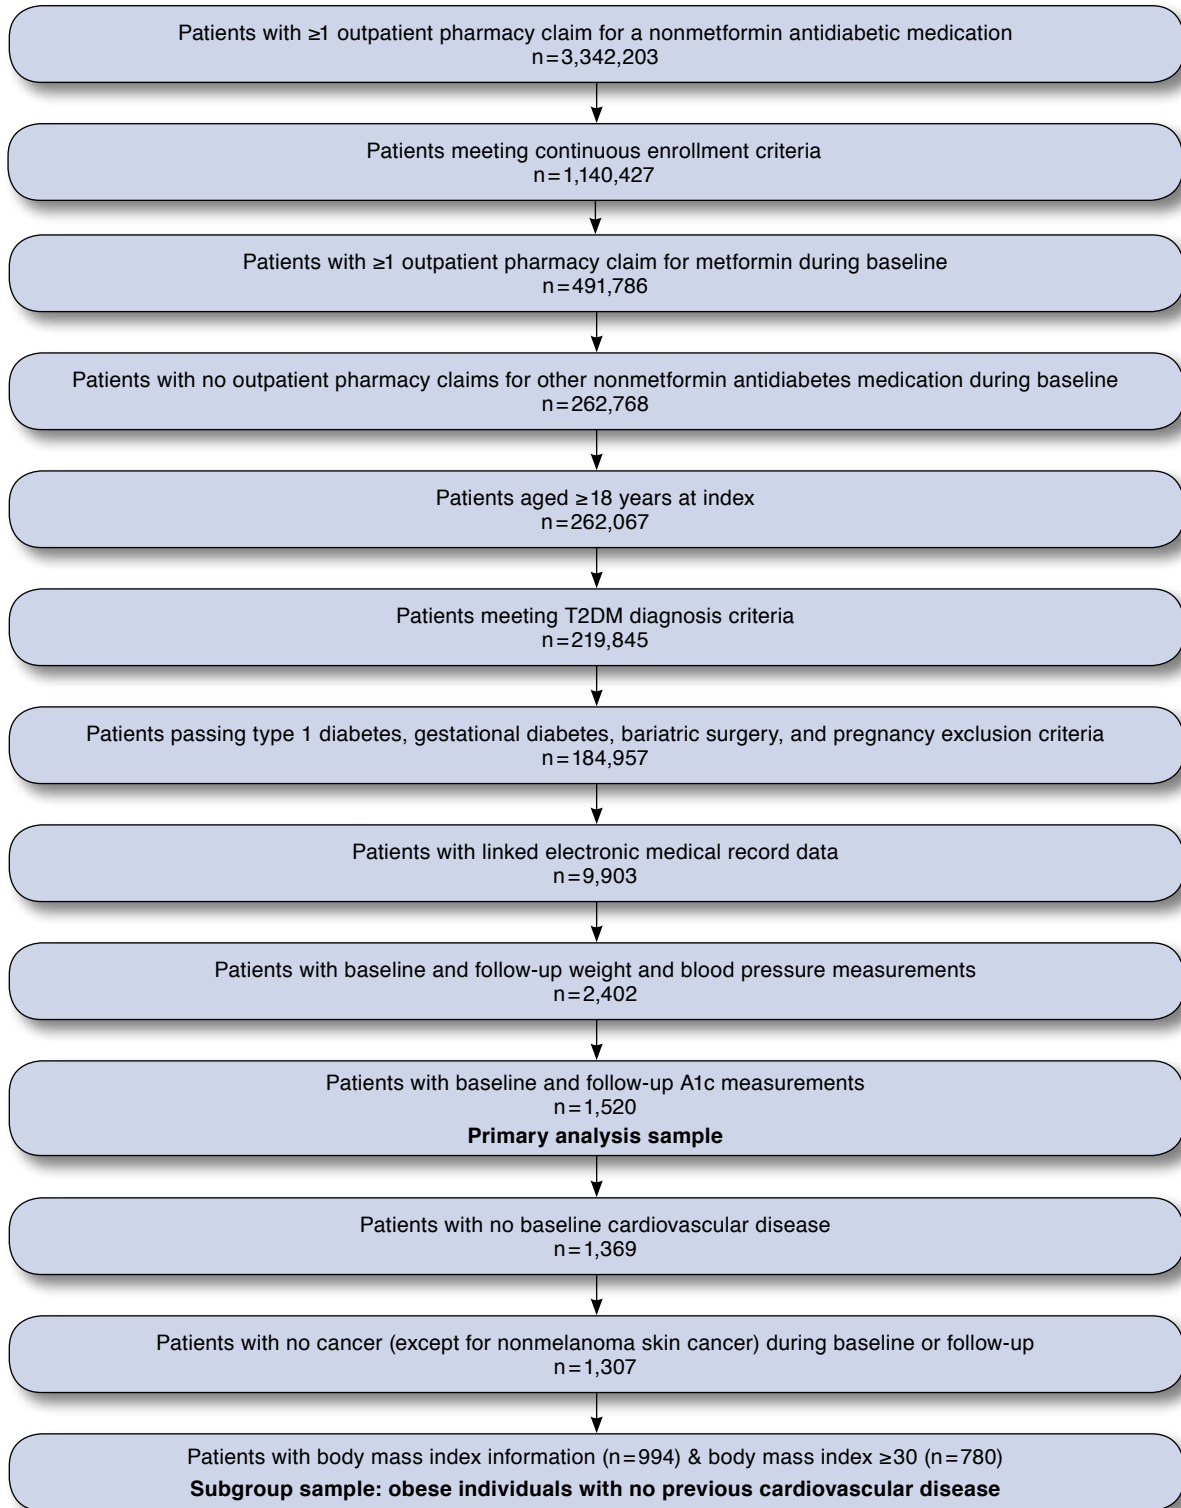 Patients with ≥1 outpatient pharmacy claim for a nonmetformin antidiabetic medication
n=3,342,203
Patients meeting continuous enrollment criteria
n=1,140,427
Patients with ≥1 outpatient pharmacy claim for metformin during baseline
n=491,786
Patients with no outpatient pharmacy claims for other nonmetformin antidiabetes medication during baseline
n=262,768
Patients aged ≥18 years at index
n=262,067
Patients meeting T2DM diagnosis criteria
n=219,845
Patients passing type 1 diabetes, gestational diabetes, bariatric surgery, and pregnancy exclusion criteria
n=184,957
Patients with linked electronic medical record data
n=9,903
Patients with baseline and follow-up weight and blood pressure measurements
n=2,402
Patients with baseline and follow-up A1c measurements
n=1,520
Primary analysis sample
Patients with no baseline cardiovascular disease
n=1,369
Patients with no cancer (except for nonmelanoma skin cancer) during baseline or follow-up
n=1,307
Patients with body mass index information (n=994) & body mass index ≥30 (n=780)
Subgroup sample: obese individuals with no previous cardiovascular disease